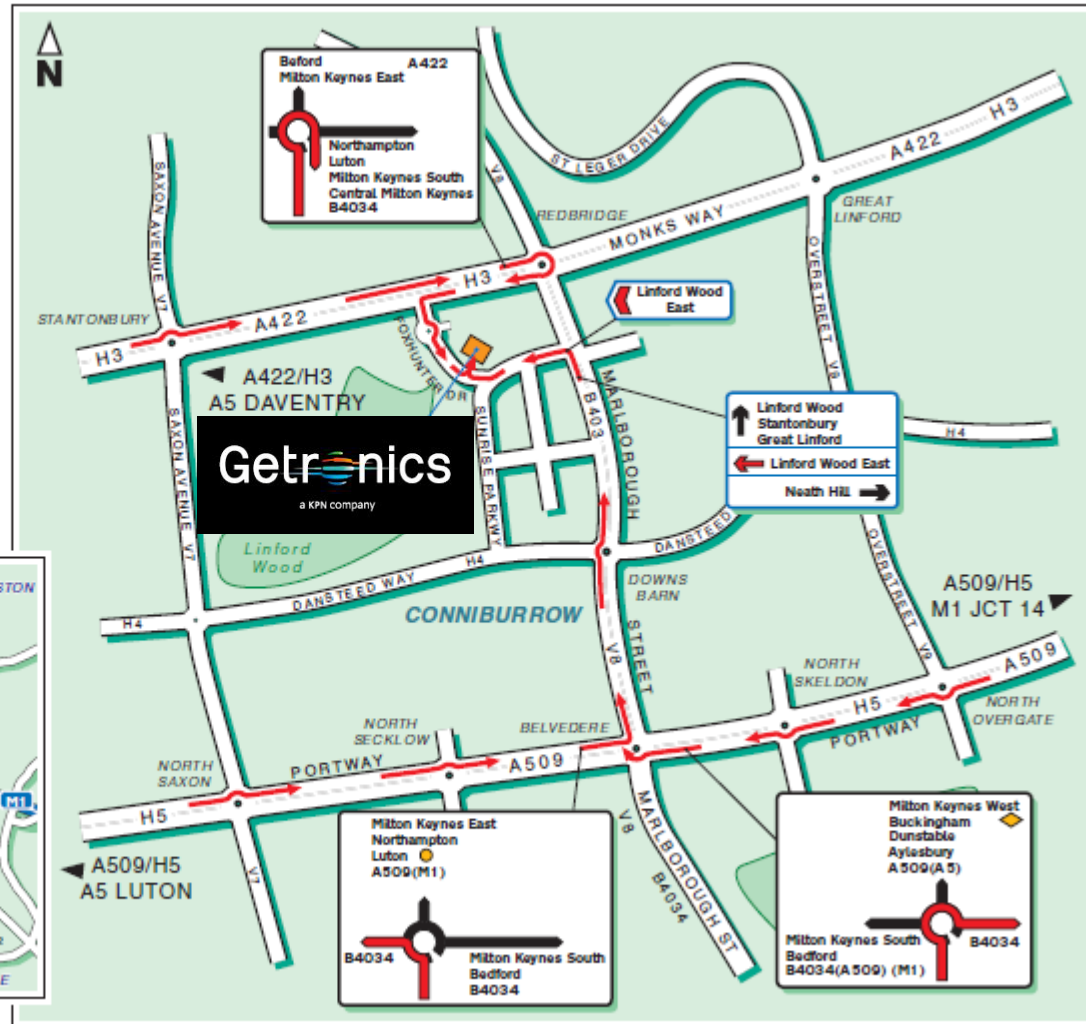 N
Beford A422
Milton Keynes East
Northampton
Luton
Milton Keynes South
Central Milton Keynes
B4034
SAXON AVENUE V7
V8
ST LEGER DRIVE
A422 H3
REDBRIDGE
MONKS WAY
GREAT
LINFORD
STANTONBURY
H3
A422
H3
OVERSTREET V9
Linford Wood
East
FOXHUNTER DR
A422/H3
A5 DAVENTRY
Getronics
a KPN company
SAXON AVENUE V7
SUNRISE PARKWY
B403
MARLBOROUGH
Linford Wood
Stantonbury
Great Linford
Linford Wood East
Neath Hill
H4
Linford
Wood
H4
DANSTEED WAY
H4
DANSTEED
DOWNS
BARN
CONNIBURROW
OVERSTREET V9
A509/H5
M1 JCT 14
STREET
V8
NORTH
SKELDON
A509
H5
PORTWAY
NORTH
OVERGATE
NORTH
SECKLOW
BELVEDERE
NORTH
SAXON
PORTWAY
A509
H5
A509/H5
A5 LUTON
V7
V8
MARLBOROUGH ST
B4034
Milton Keynes East
Northampton
Luton
A509(M1)
B4034
Milton Keynes South
Bedford
B4034
Milton Keynes West
Buckingham
Dunstable
Aylesbury
A509(A5)
B4034
Milton Keynes South
Bedford
B4034(A509) (M1)
STON
M1
E